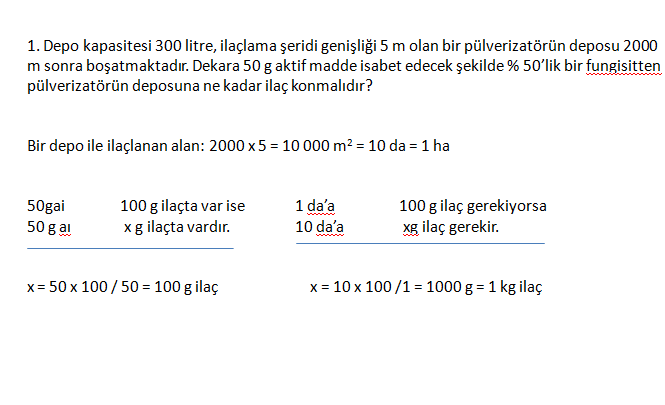 1. Depo kapasitesi 300 litre, ilaçlama şeridi genişliği 5 m olan bir pülverizatörün deposu 2000
m sonra boşatmaktadır. Dekara 50 g aktif madde isabet edecek şekilde % 50'lik bir fungisitten
pülverizatörün deposuna ne kadar ilaç konmalıdır?
Bir depo ile ilaçlanan alan: 2000 x 5 = 10 000 m² = 10 da = 1 ha
50gai 100 g ilaçta var ise 1 da'a 100 g ilaç gerekiyorsa
50 g aı x g ilaçta vardır. 10 da'a xg ilaç gerekir.
x = 50 x 100 / 50 = 100 g ilaç x = 10 x 100 /1 = 1000 g = 1 kg ilaç